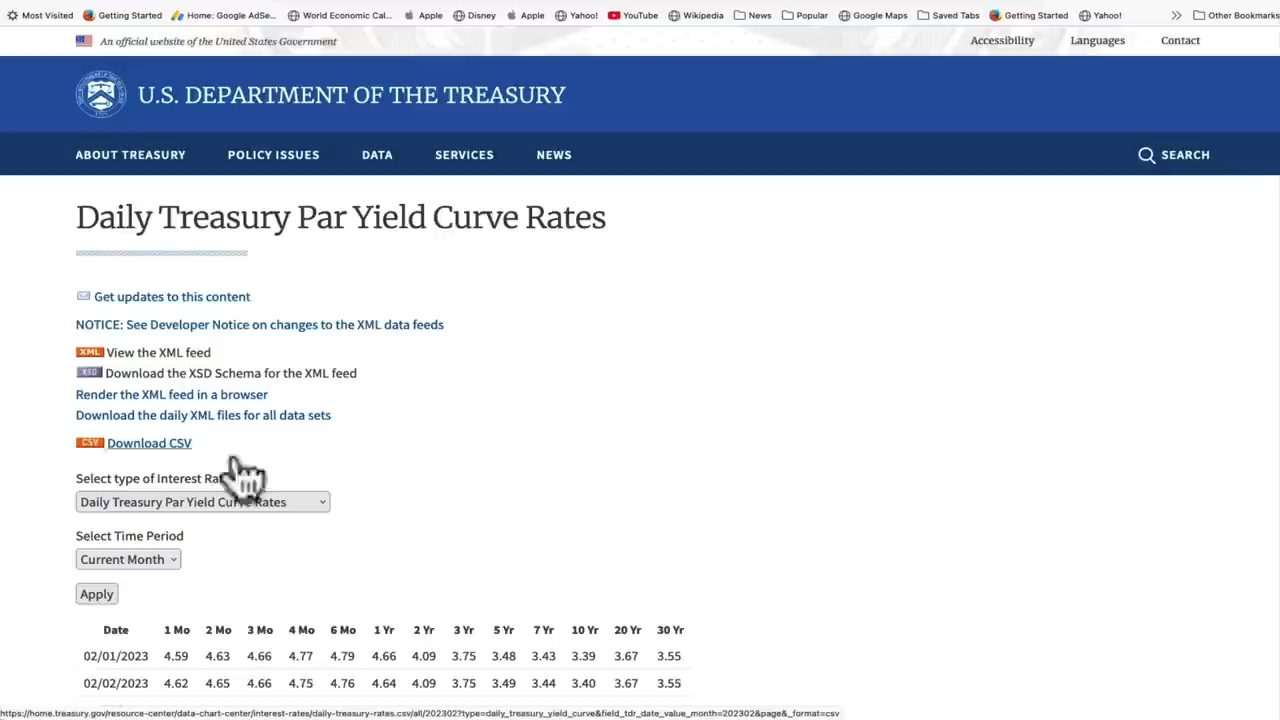 Most Visited Getting Started Home: Google AdSe... World Economic Cal... Apple Disney Apple Yahoo! YouTube Wikipedia News Popular Google Maps Saved Tabs Getting Started Yahoo! Other Bookmarks
An official website of the United States Government Accessibility Languages Contact
U.S. DEPARTMENT OF THE TREASURY
ABOUT TREASURY POLICY ISSUES DATA SERVICES NEWS SEARCH
Daily Treasury Par Yield Curve Rates
Get updates to this content
NOTICE: See Developer Notice on changes to the XML data feeds
XML View the XML feed
XSD Download the XSD Schema for the XML feed
Render the XML feed in a browser
Download the daily XML files for all data sets
CSV Download CSV
Select type of Interest Rat
Daily Treasury Par Yield Curve Rates
Select Time Period
Current Month
Apply
Date 1 Mo 2 Mo 3 Mo 4 Mo 6 Mo 1 Yr 2 Yr 3 Yr 5 Yr 7 Yr 10 Yr 20 Yr 30 Yr
02/01/2023 4.59 4.63 4.66 4.77 4.79 4.66 4.09 3.75 3.48 3.43 3.39 3.67 3.55
02/02/2023 4.62 4.65 4.66 4.75 4.76 4.64 4.09 3.75 3.49 3.44 3.40 3.67 3.55
https://home.treasury.gov/resource-center/data-chart-center/interest-rates/daily-treasury-rates.csv/all/202302?type=daily_treasury_yield_curve&field_tdr_date_value_month=202302&page&_format=csv